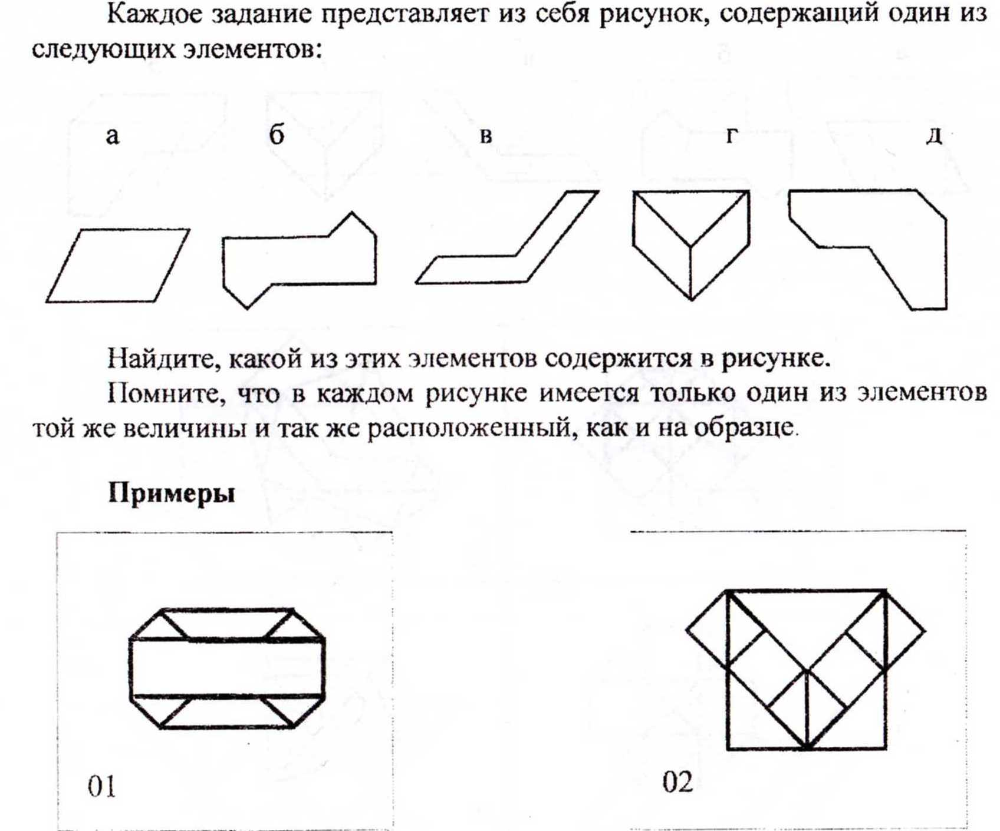 Каждое задание представляет из себя рисунок, содержащий один из
следующих элементов:
а б в г д
Найдите, какой из этих элементов содержится в рисунке.
Помните, что в каждом рисунке имеется только один из элементов
той же величины и так же расположенный, как и на образце.
Примеры
01 02